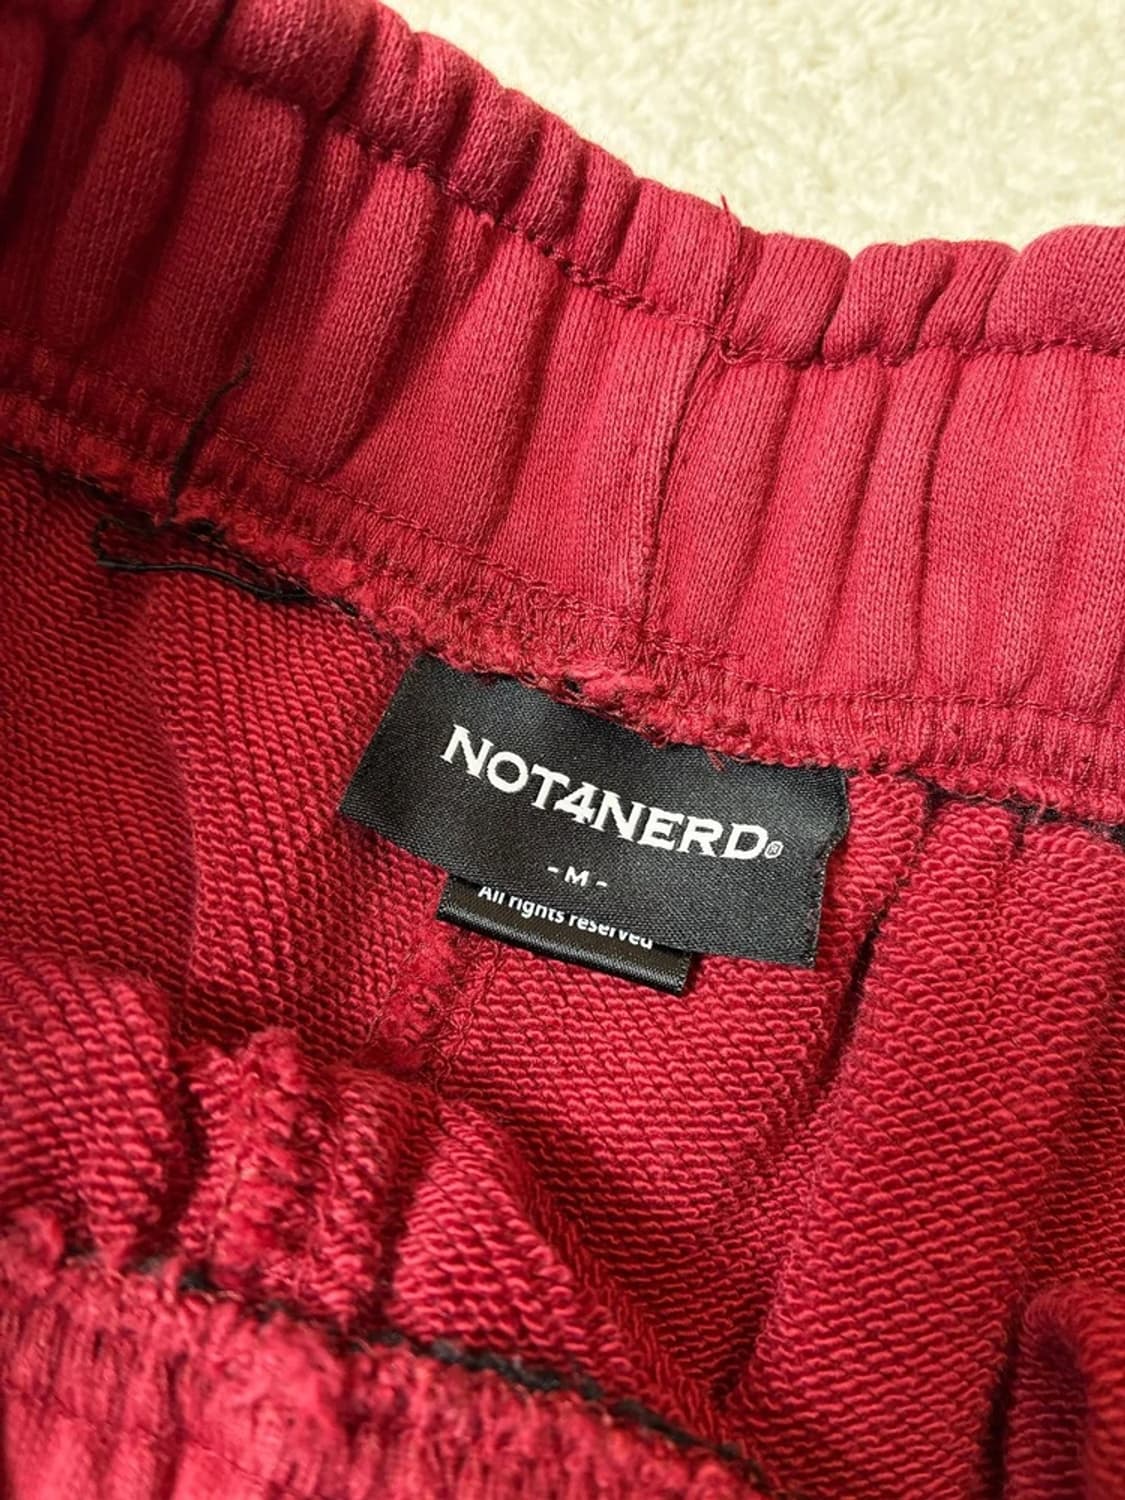 NOT4NERD®
- M -
All rights reserved